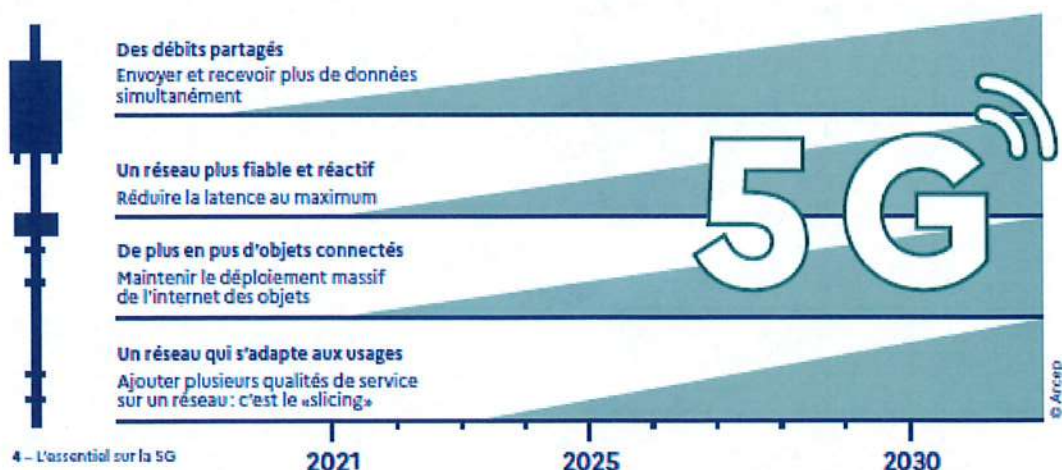 Des débits partagés
Envoyer et recevoir plus de données
simultanément
Un réseau plus fiable et réactif
Réduire la latence au maximum
De plus en pus d'objets connectés
Maintenir le déploiement massif
de l'internet des objets
Un réseau qui s'adapte aux usages
Ajouter plusieurs qualités de service
sur un réseau : c'est le «slicing»
5G
© Arcep
2021 2025 2030
4 – L'essentiel sur la 5G